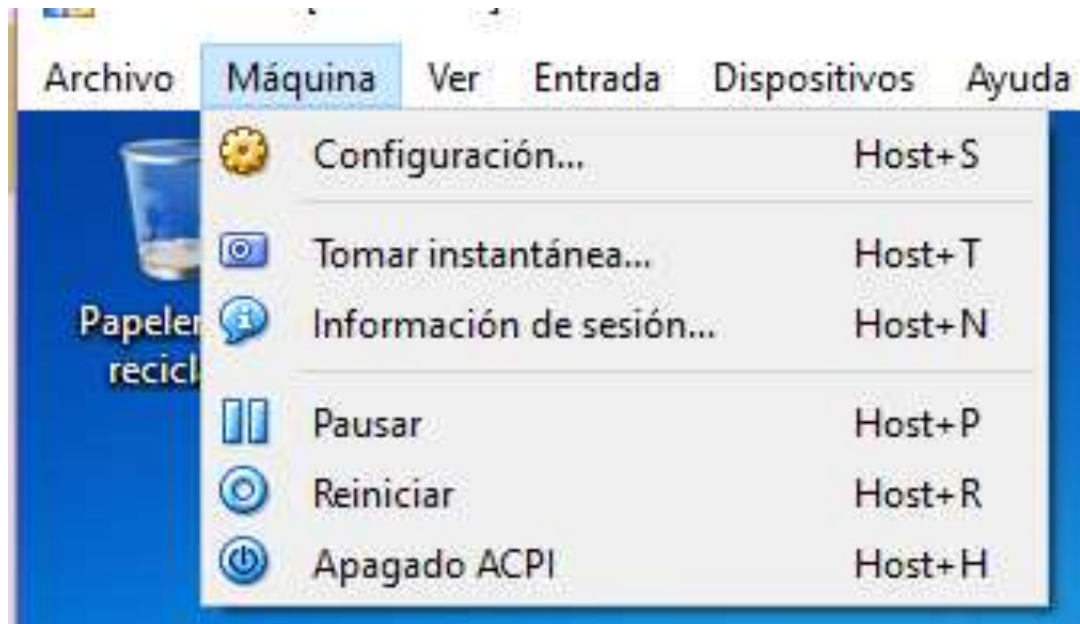 Archivo Máquina Ver Entrada Dispositivos Ayuda
Configuración... Host+S
Tomar instantánea... Host+T
Información de sesión... Host+N
Pausar Host+P
Reiniciar Host+R
Apagado ACPI Host+H